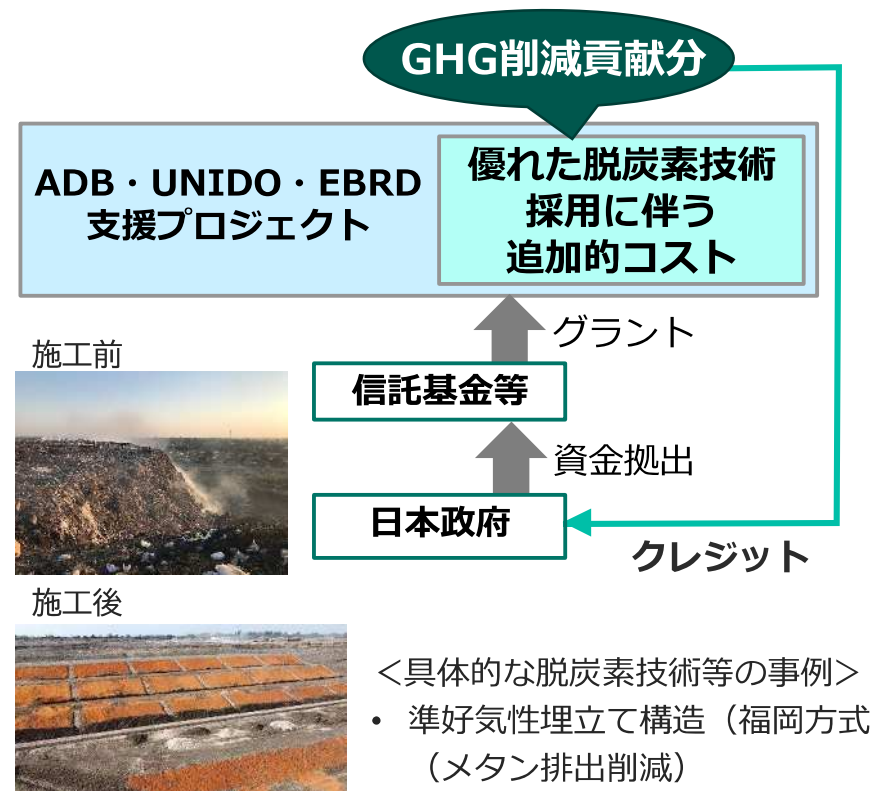 GHG削減貢献分
ADB・UNIDO・EBRD
支援プロジェクト
優れた脱炭素技術
採用に伴う
追加的コスト
グラント
施工前
信託基金等
資金拠出
日本政府
クレジット
施工後
＜具体的な脱炭素技術等の事例＞
• 準好気性埋立て構造（福岡方式
（メタン排出削減）